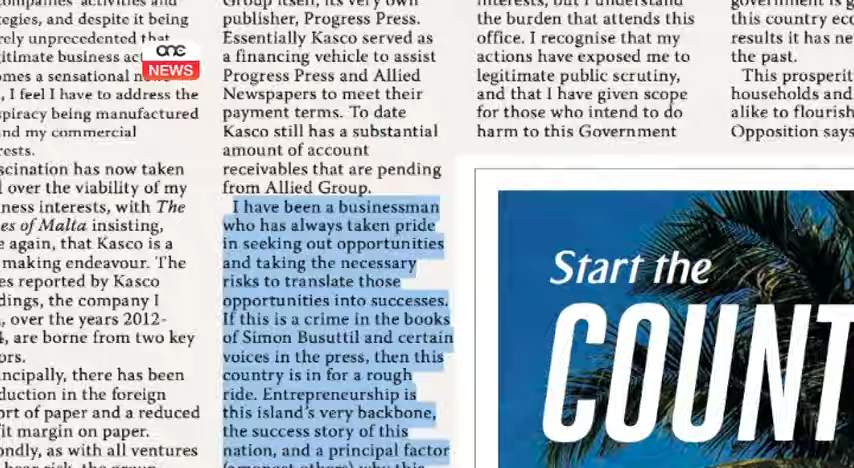 companies' activities and
tegies, and despite it being
rely unprecedented that
gitimate business
omes a sensational
, I feel I have to address the
spiracy being manufactured
nd my commercial
rests.
scination has now taken
l over the viability of my
ness interests, with The
es of Malta insisting,
e again, that Kasco is a
making endeavour. The
es reported by Kasco
dings, the company I
, over the years 2012-
4, are borne from two key
ors.
ncipally, there has been
duction in the foreign
ort of paper and a reduced
fit margin on paper.
ondly, as with all ventures
bear risk, the group
one
NEWS
Group itself, its very own
publisher, Progress Press.
Essentially Kasco served as
a financing vehicle to assist
Progress Press and Allied
Newspapers to meet their
payment terms. To date
Kasco still has a substantial
amount of account
receivables that are pending
from Allied Group.
I have been a businessman
who has always taken pride
in seeking out opportunities
and taking the necessary
risks to translate those
opportunities into successes.
If this is a crime in the books
of Simon Busuttil and certain
voices in the press, then this
country is in for a rough
ride. Entrepreneurship is
this island's very backbone,
the success story of this
nation, and a principal factor
(amongst others) why this
interests, but I understand
the burden that attends this
office. I recognise that my
actions have exposed me to
legitimate public scrutiny,
and that I have given scope
for those who intend to do
harm to this Government
government is g
this country eco
results it has ne
the past.
This prosperit
households and
alike to flourish
Opposition says
Start the
COUNT